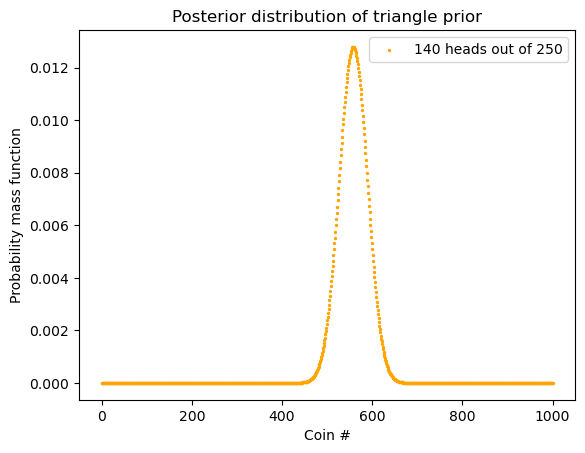 Posterior distribution of triangle prior
140 heads out of 250
Probability mass function
0.012
0.010
0.008
0.006
0.004
0.002
0.000
0 200 400 600 800 1000
Coin #